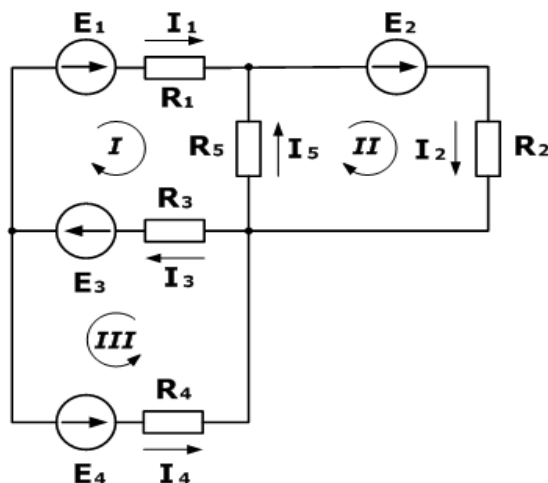 E₁ I₁ E₂
R₁
I R₅ I₅ II I₂ R₂
R₃
E₃ I₃
III
R₄
E₄ I₄